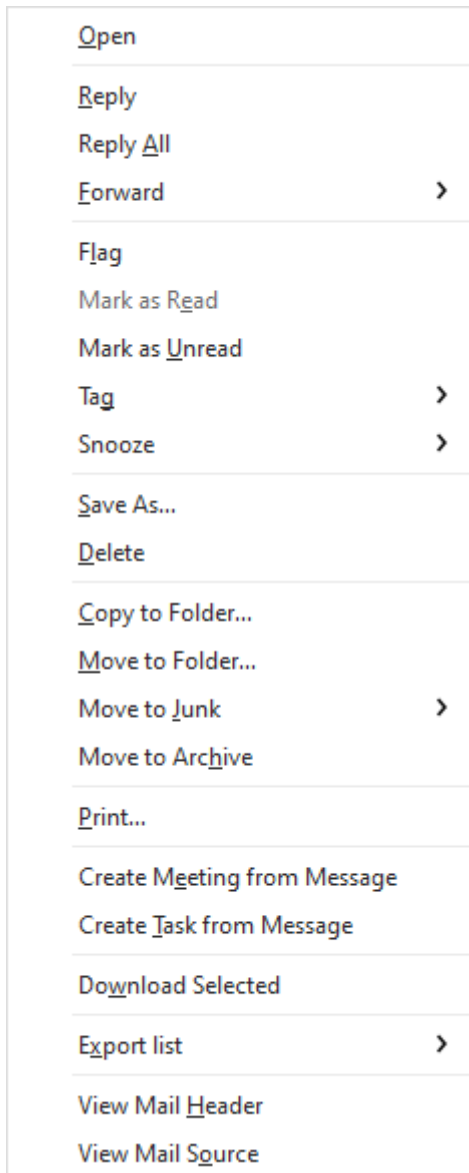 Open
Reply
Reply All
Forward
Flag
Mark as Read
Mark as Unread
Tag
Snooze
Save As...
Delete
Copy to Folder...
Move to Folder...
Move to Junk
Move to Archive
Print...
Create Meeting from Message
Create Task from Message
Download Selected
Export list
View Mail Header
View Mail Source